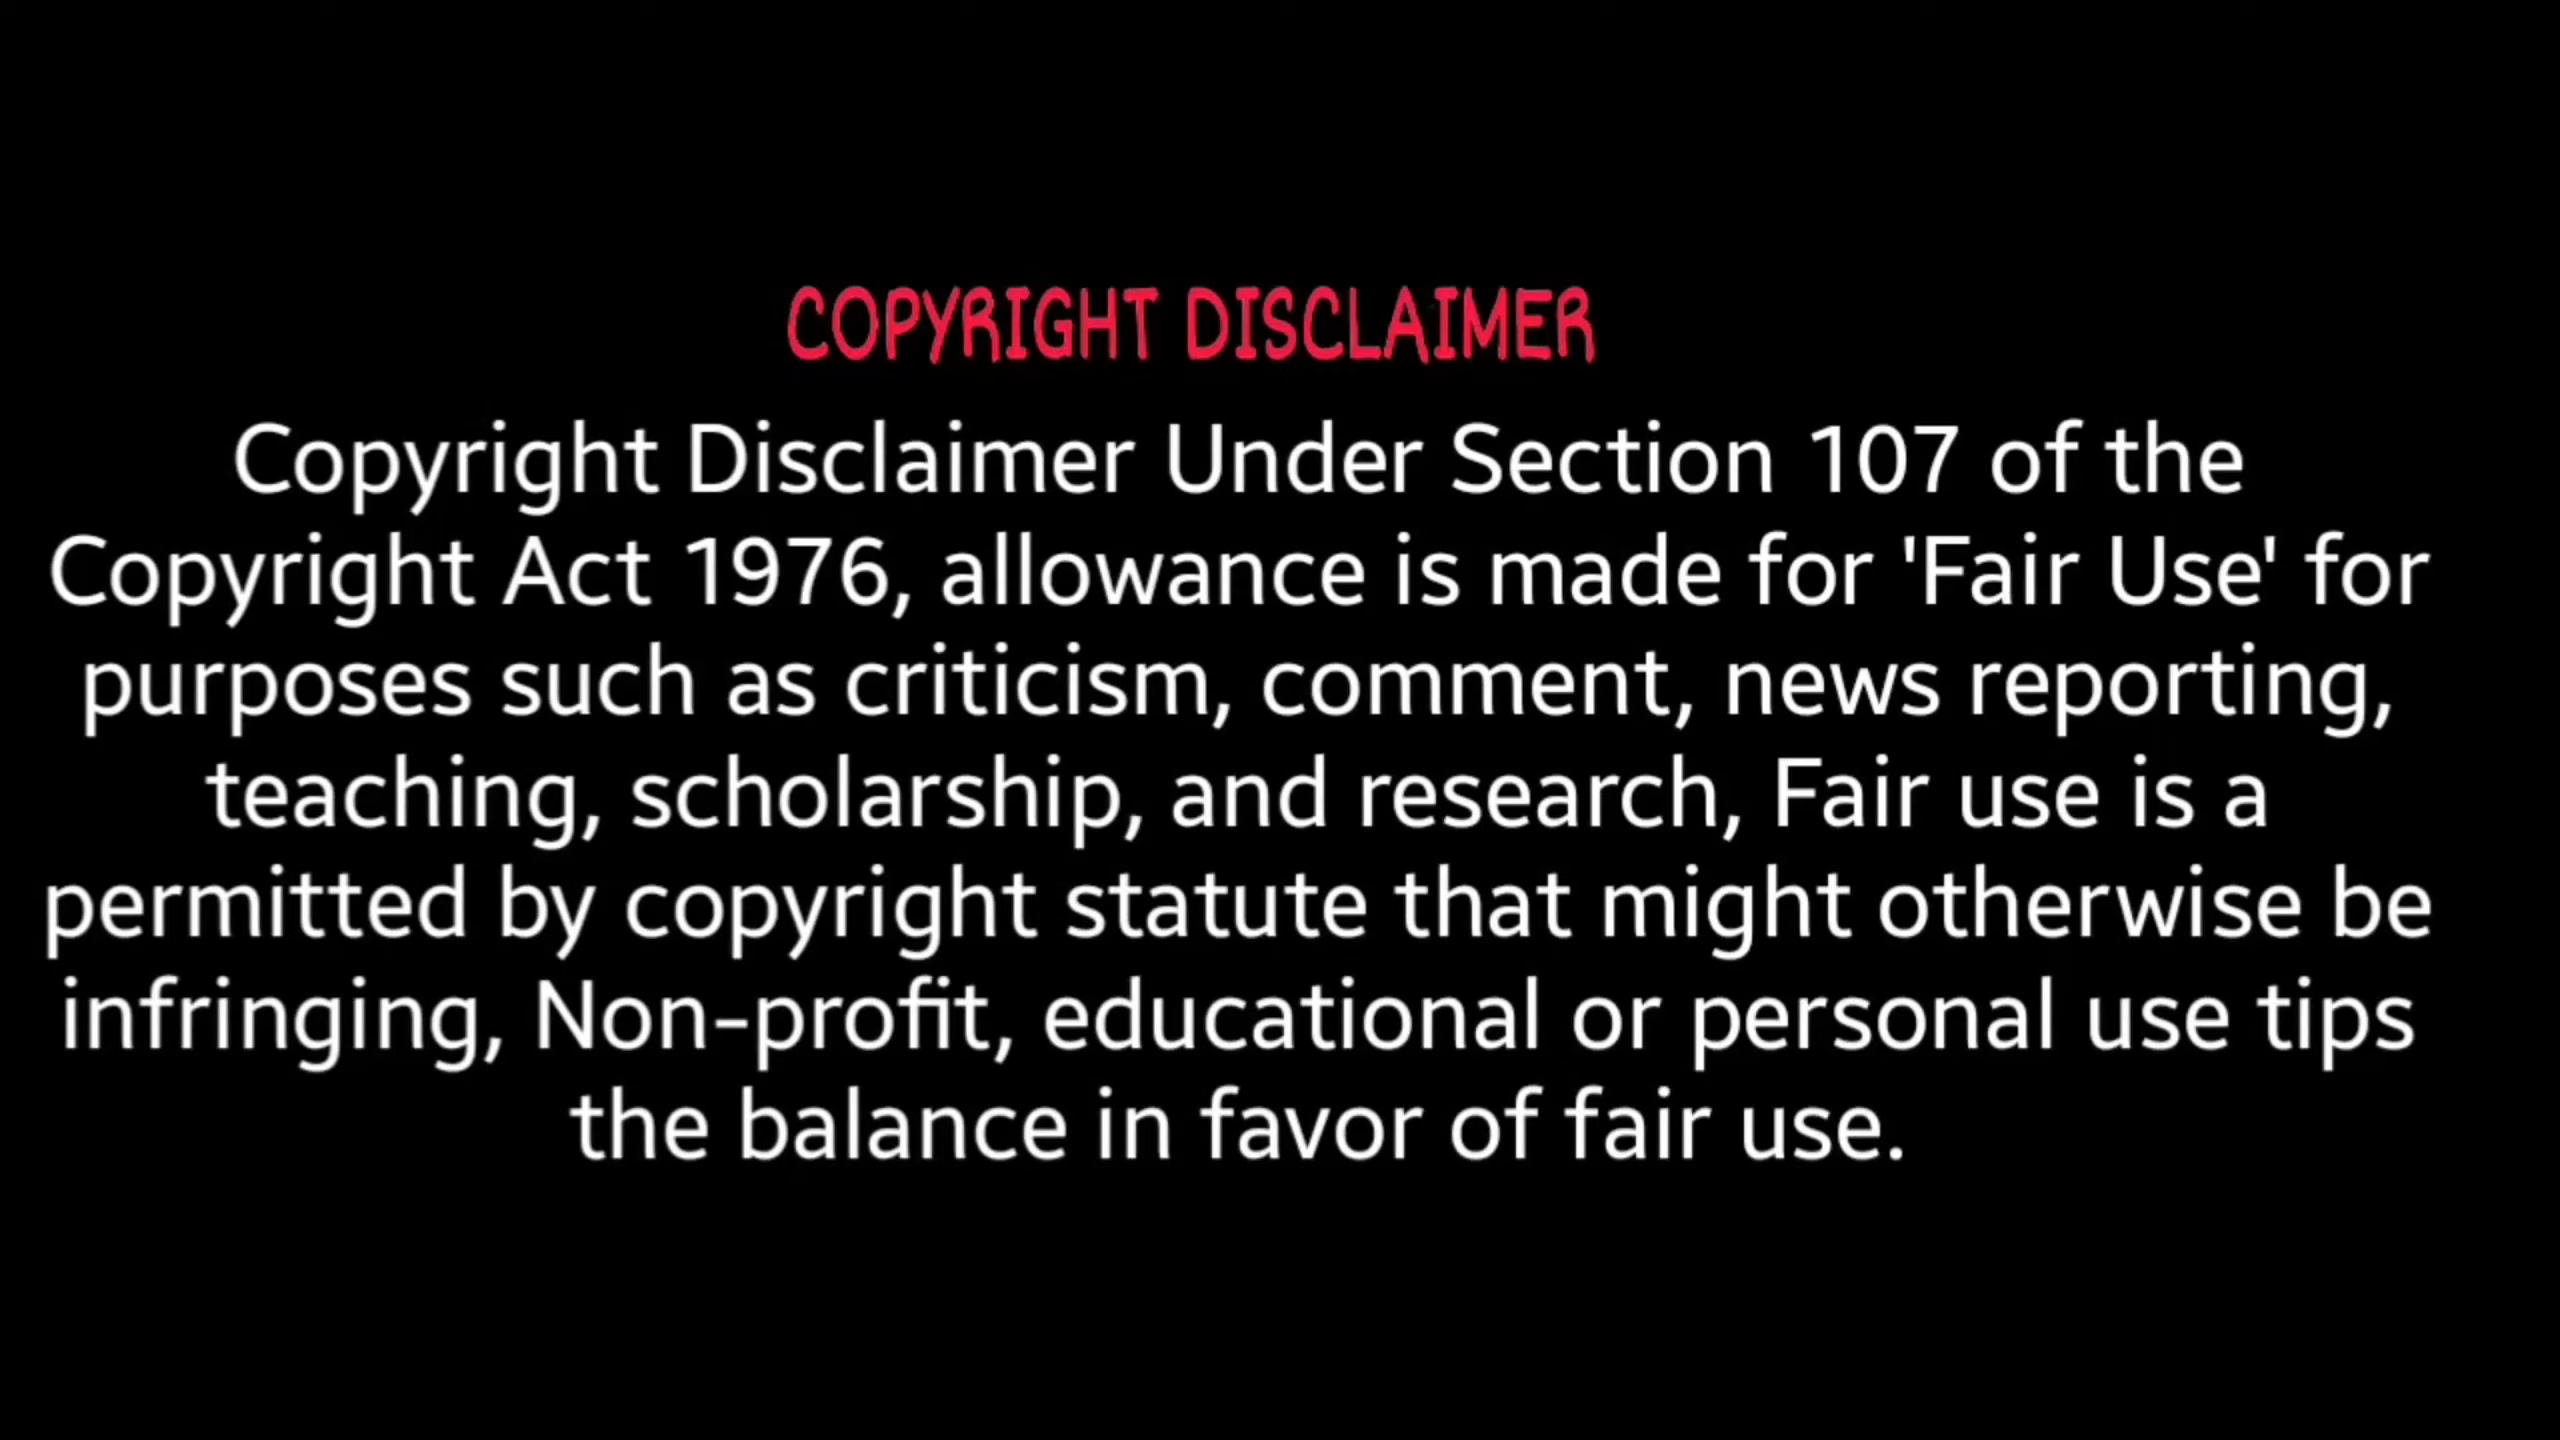 COPYRIGHT DISCLAIMER
Copyright Disclaimer Under Section 107 of the
Copyright Act 1976, allowance is made for 'Fair Use' for
purposes such as criticism, comment, news reporting,
teaching, scholarship, and research, Fair use is a
permitted by copyright statute that might otherwise be
infringing, Non-profit, educational or personal use tips
the balance in favor of fair use.